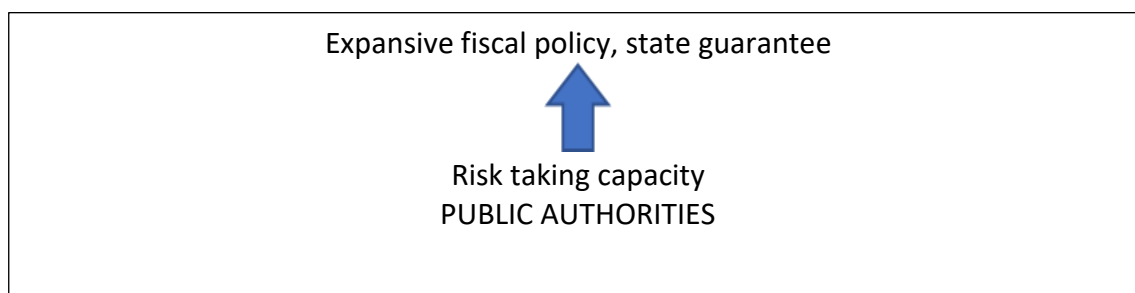 Expansive fiscal policy, state guarantee
Risk taking capacity
PUBLIC AUTHORITIES